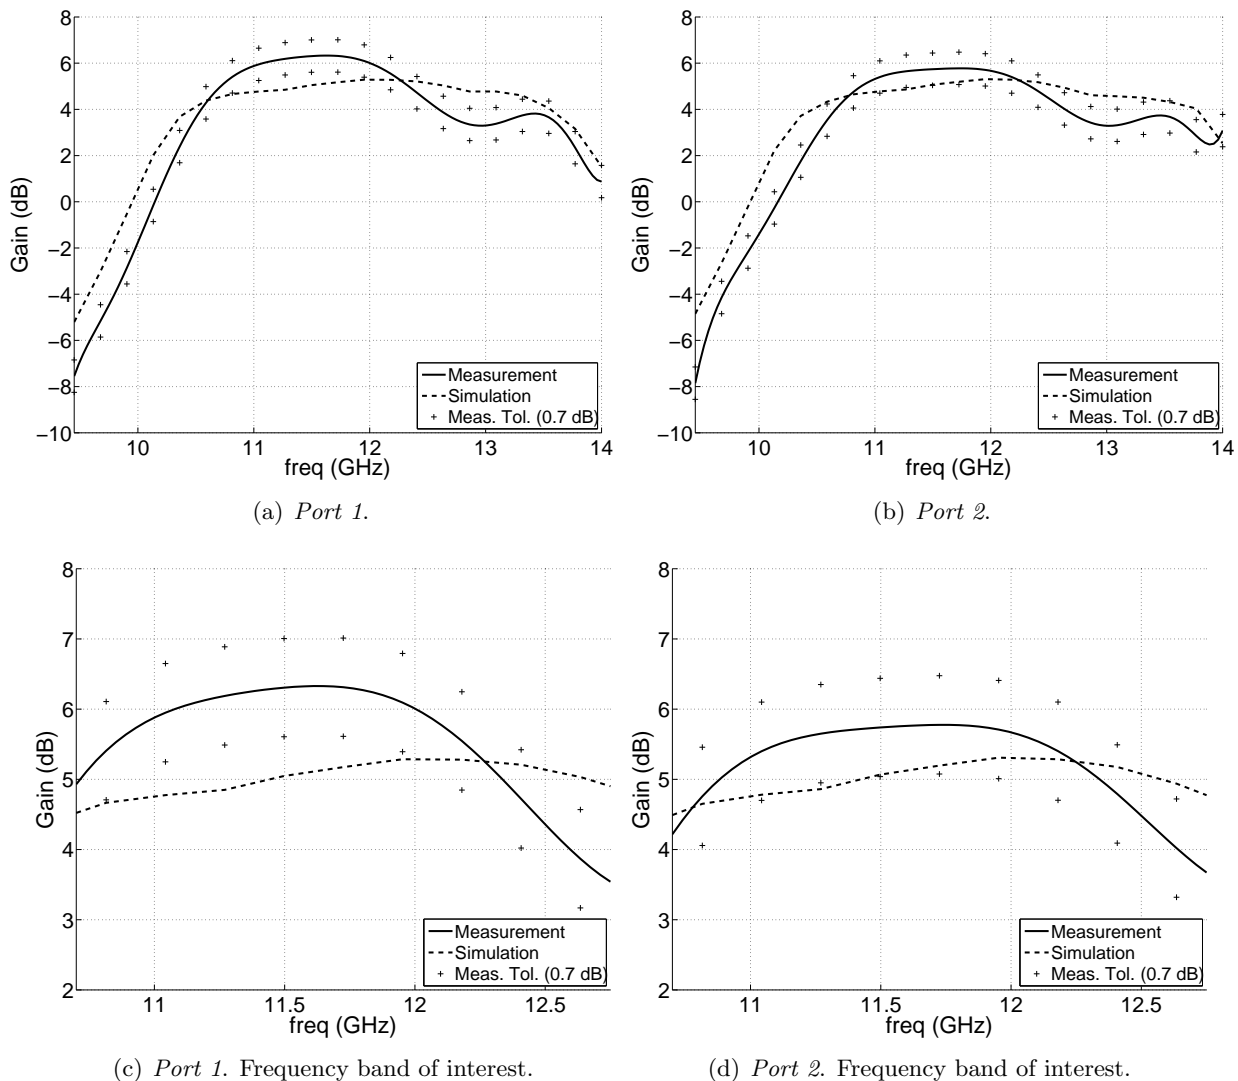 8
6
4
2
0
−2
−4
−6
−8
−10
Gain (dB)
10
11
12
13
14
freq (GHz)
Measurement
Simulation
Meas. Tol. (0.7 dB)
(a) Port 1.
8
6
4
2
0
−2
−4
−6
−8
−10
Gain (dB)
10
11
12
13
14
freq (GHz)
Measurement
Simulation
Meas. Tol. (0.7 dB)
(b) Port 2.
8
7
6
5
4
3
2
Gain (dB)
11
11.5
12
12.5
freq (GHz)
Measurement
Simulation
Meas. Tol. (0.7 dB)
(c) Port 1. Frequency band of interest.
8
7
6
5
4
3
2
Gain (dB)
11
11.5
12
12.5
freq (GHz)
Measurement
Simulation
Meas. Tol. (0.7 dB)
(d) Port 2. Frequency band of interest.